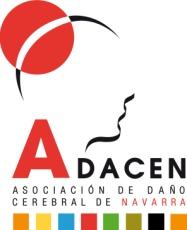 ADACEN
ASOCIACIÓN DE DAÑO
CEREBRAL DE NAVARRA